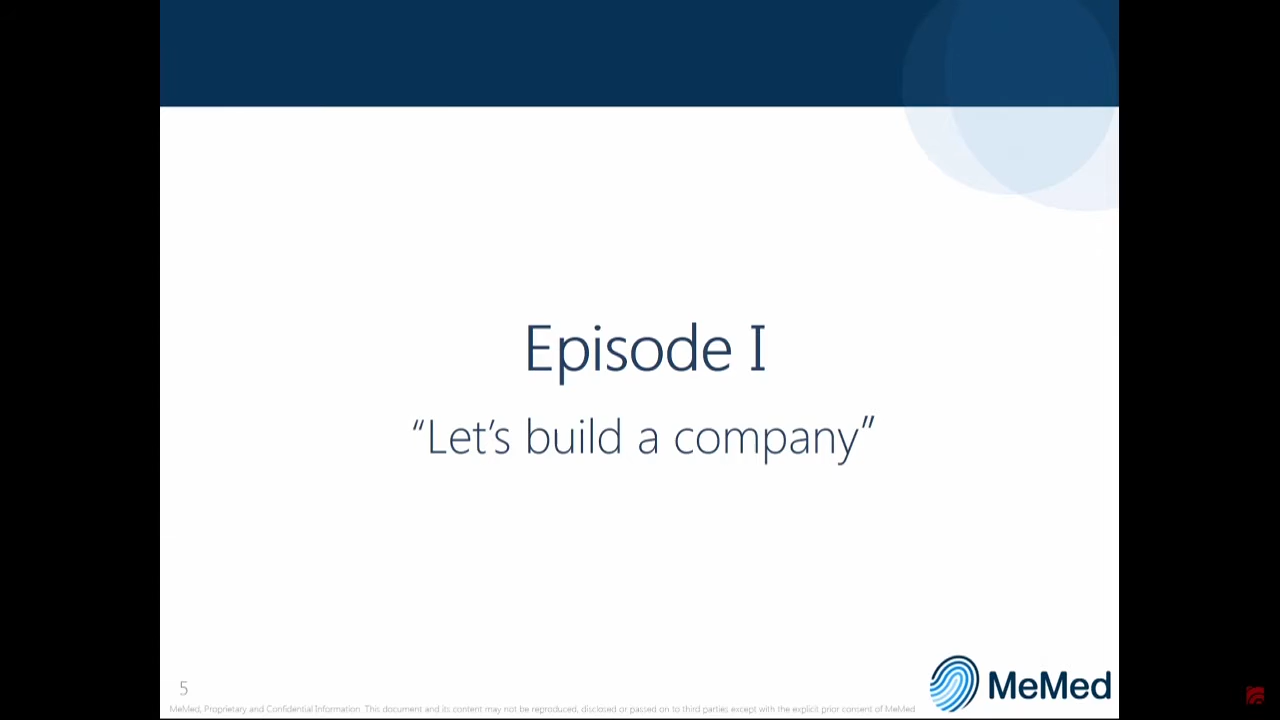 Episode I
“Let’s build a company”
5
MeMed
MeMed, Proprietary and Confidential Information. This document and its content may not be reproduced, disclosed or passed on to third parties except with the explicit prior consent of MeMed